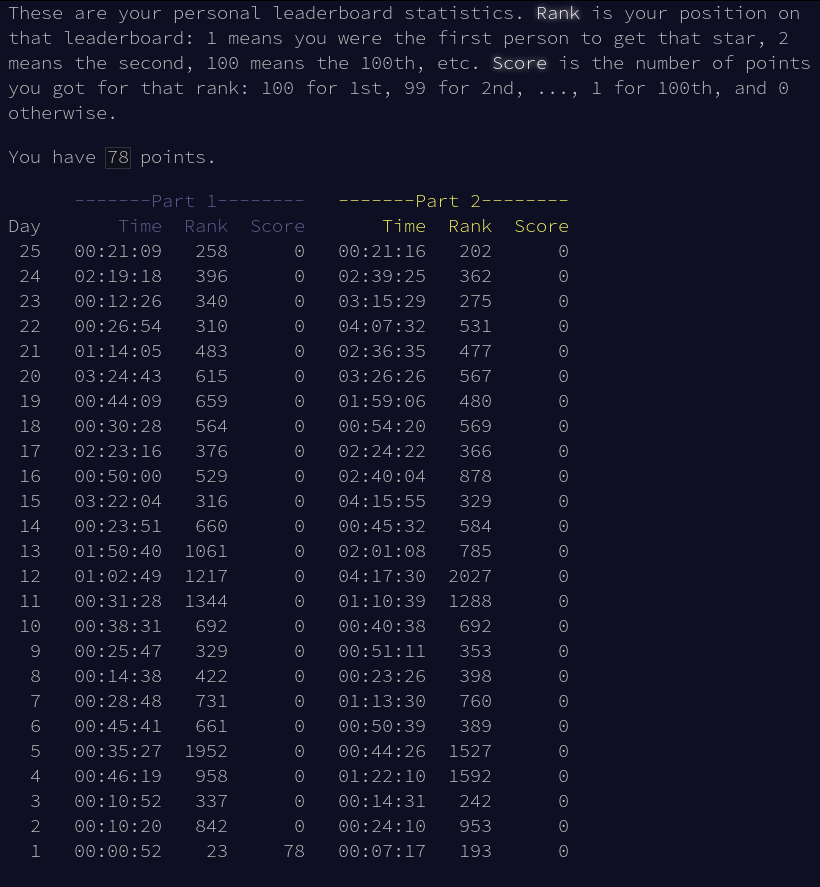 These are your personal leaderboard statistics. Rank is your position on
that leaderboard: 1 means you were the first person to get that star, 2
means the second, 100 means the 100th, etc. Score is the number of points
you got for that rank: 100 for 1st, 99 for 2nd, ..., 1 for 100th, and 0
otherwise.
You have 78 points.
-------Part 1--------   -------Part 2--------
Day       Time  Rank  Score       Time  Rank  Score
25   00:21:09   258      0   00:21:16   202      0
24   02:19:18   396      0   02:39:25   362      0
23   00:12:26   340      0   03:15:29   275      0
22   00:26:54   310      0   04:07:32   531      0
21   01:14:05   483      0   02:36:35   477      0
20   03:24:43   615      0   03:26:26   567      0
19   00:44:09   659      0   01:59:06   480      0
18   00:30:28   564      0   00:54:20   569      0
17   02:23:16   376      0   02:24:22   366      0
16   00:50:00   529      0   02:40:04   878      0
15   03:22:04   316      0   04:15:55   329      0
14   00:23:51   660      0   00:45:32   584      0
13   01:50:40  1061      0   02:01:08   785      0
12   01:02:49  1217      0   04:17:30  2027      0
11   00:31:28  1344      0   01:10:39  1288      0
10   00:38:31   692      0   00:40:38   692      0
9   00:25:47   329      0   00:51:11   353      0
8   00:14:38   422      0   00:23:26   398      0
7   00:28:48   731      0   01:13:30   760      0
6   00:45:41   661      0   00:50:39   389      0
5   00:35:27  1952      0   00:44:26  1527      0
4   00:46:19   958      0   01:22:10  1592      0
3   00:10:52   337      0   00:14:31   242      0
2   00:10:20   842      0   00:24:10   953      0
1   00:00:52    23     78   00:07:17   193      0